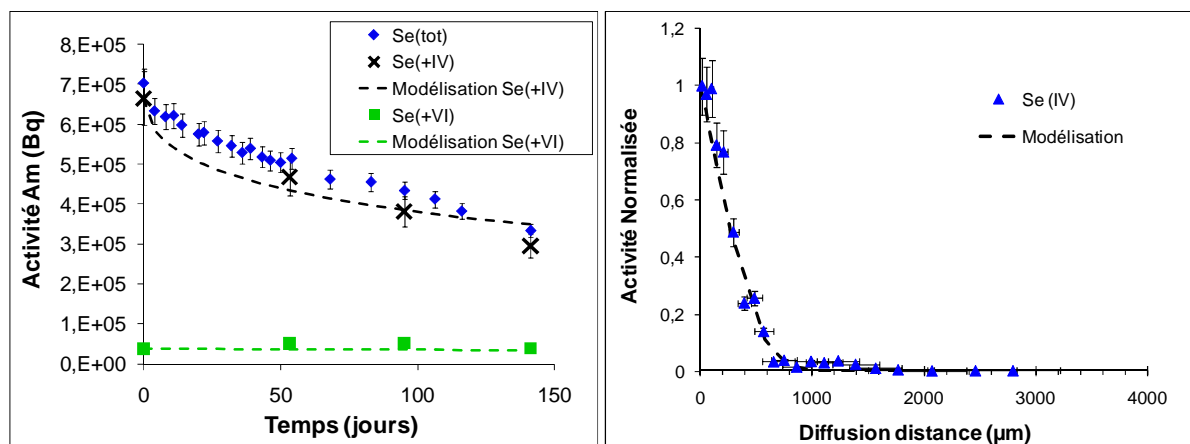 Se(tot)
Se(+IV)
Modélisation Se(+IV)
Se(+VI)
Modélisation Se(+VI)
8,E+05
7,E+05
6,E+05
5,E+05
4,E+05
3,E+05
2,E+05
1,E+05
0,E+00
0
50
100
150
Activité Am (Bq)
Temps (jours)
1,2
1
0,8
0,6
0,4
0,2
0
0
1000
2000
3000
4000
Activité Normalisée
Diffusion distance (µm)
Se (IV)
Modélisation